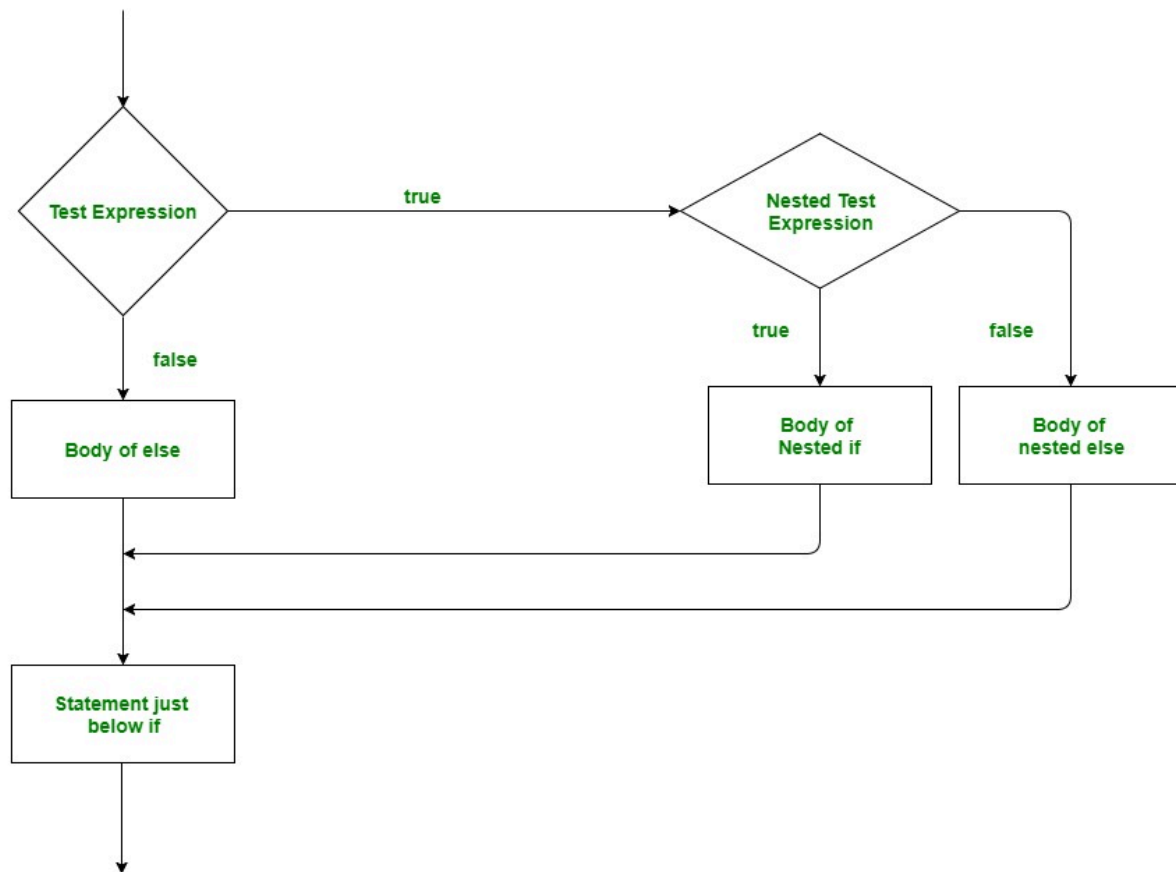 Test Expression
true
Nested Test
Expression
false
true
false
Body of else
Body of
Nested if
Body of
nested else
Statement just
below if